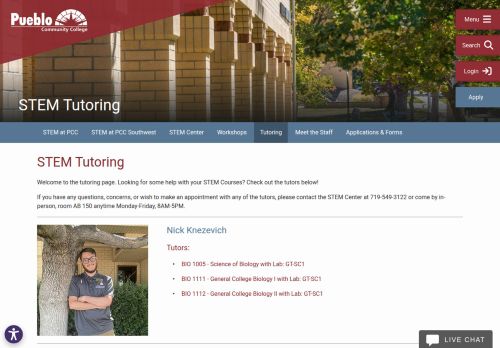 Pueblo
Community College
Menu
Search
Login
Apply
STEM Tutoring
STEM at PCC STEM at PCC Southwest STEM Center Workshops Tutoring Meet the Staff Applications & Forms
STEM Tutoring
Welcome to the tutoring page. Looking for some help with your STEM Courses? Check out the tutors below!
If you have any questions, concerns, or wish to make an appointment with any of the tutors, please contact the STEM Center at 719-549-3122 or come by in-
person, room AB 150 anytime Monday-Friday, 8AM-5PM.
Nick Knezevich
Tutors:
• BIO 1005 - Science of Biology with Lab: GT-SC1
• BIO 1111 - General College Biology I with Lab: GT-SC1
• BIO 1112 - General College Biology II with Lab: GT-SC1
LIVE CHAT